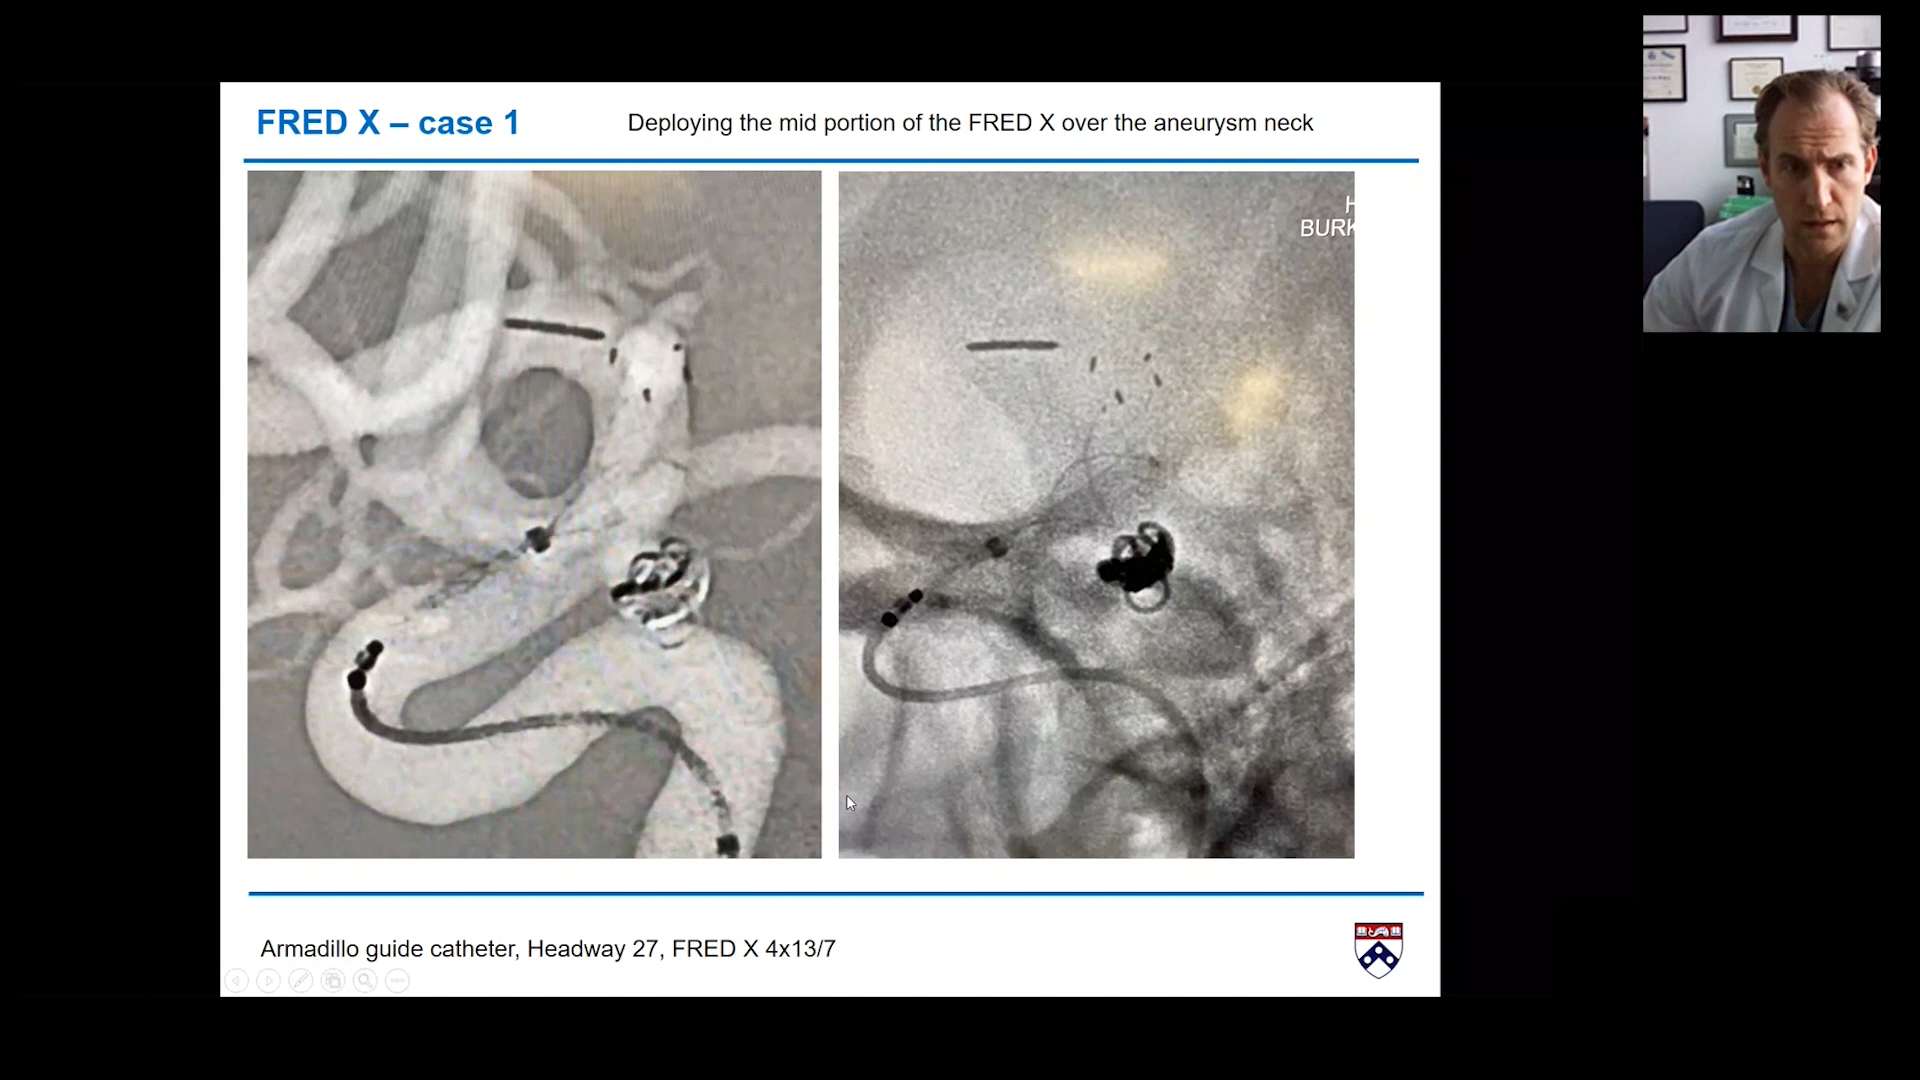 FRED X – case 1
Deploying the mid portion of the FRED X over the aneurysm neck
H
BURK
Armadillo guide catheter, Headway 27, FRED X 4x13/7